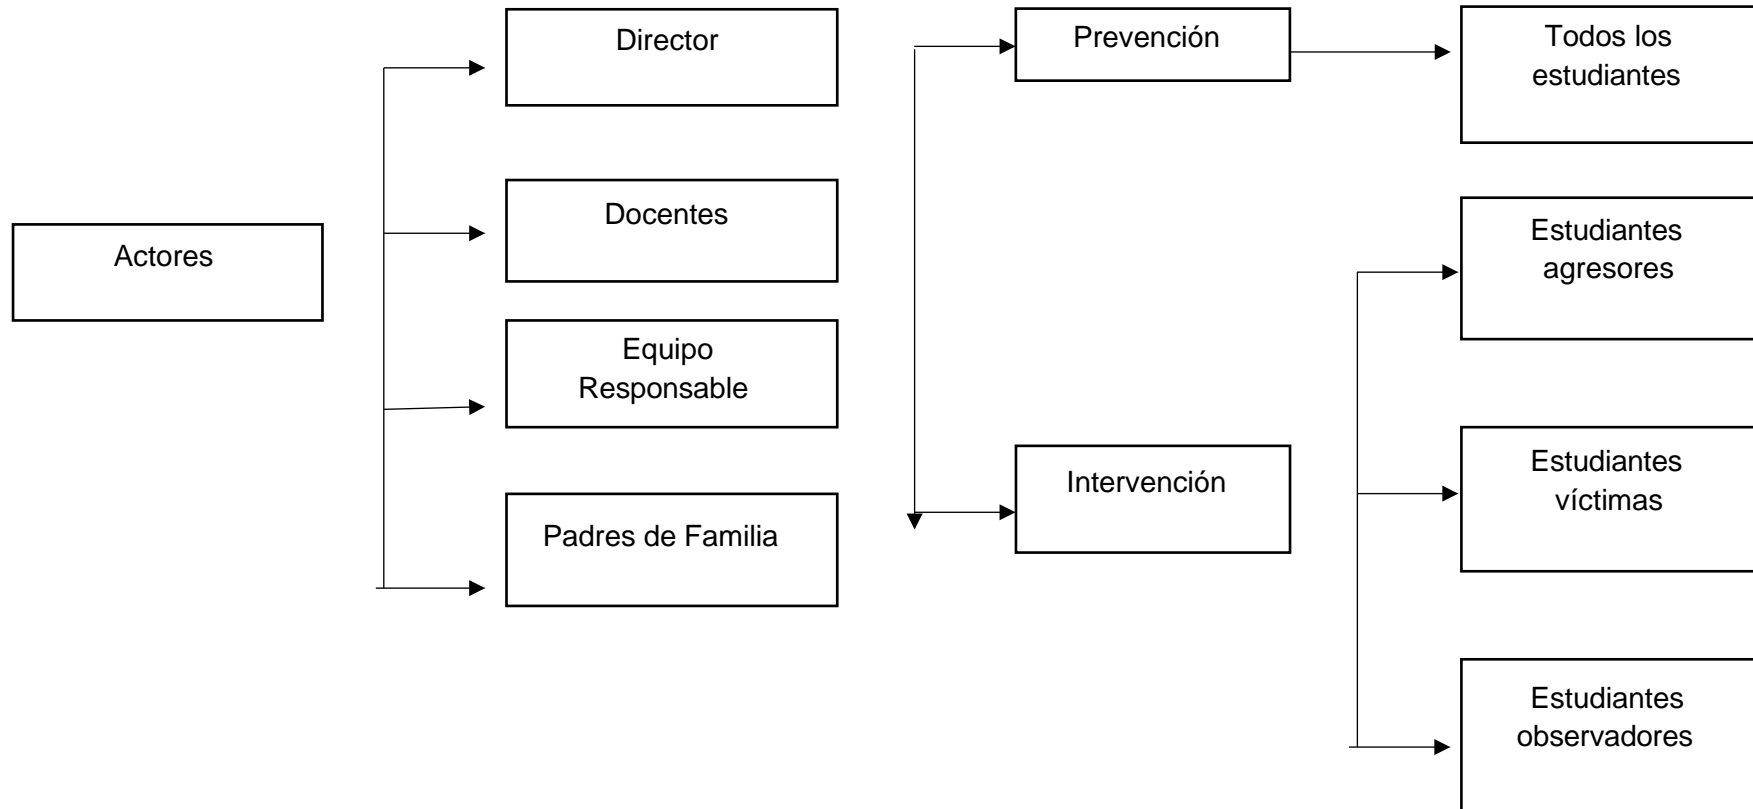 Actores
Director
Docentes
Equipo
Responsable
Padres de Familia
Prevención
Intervención
Todos los
estudiantes
Estudiantes
agresores
Estudiantes
víctimas
Estudiantes
observadores